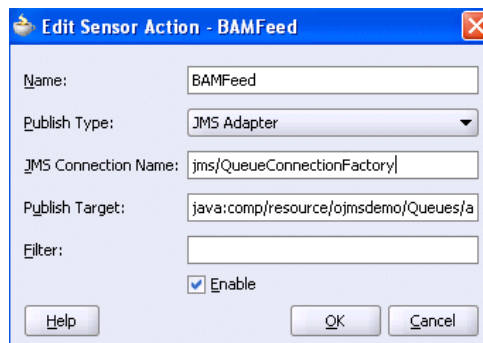 Edit Sensor Action - BAMFeed
Name: BAMFeed
Publish Type: JMS Adapter
JMS Connection Name: jms/QueueConnectionFactory
Publish Target: java:comp/resource/ojmsdemo/Queues/a
Filter:
Enable
Help OK Cancel